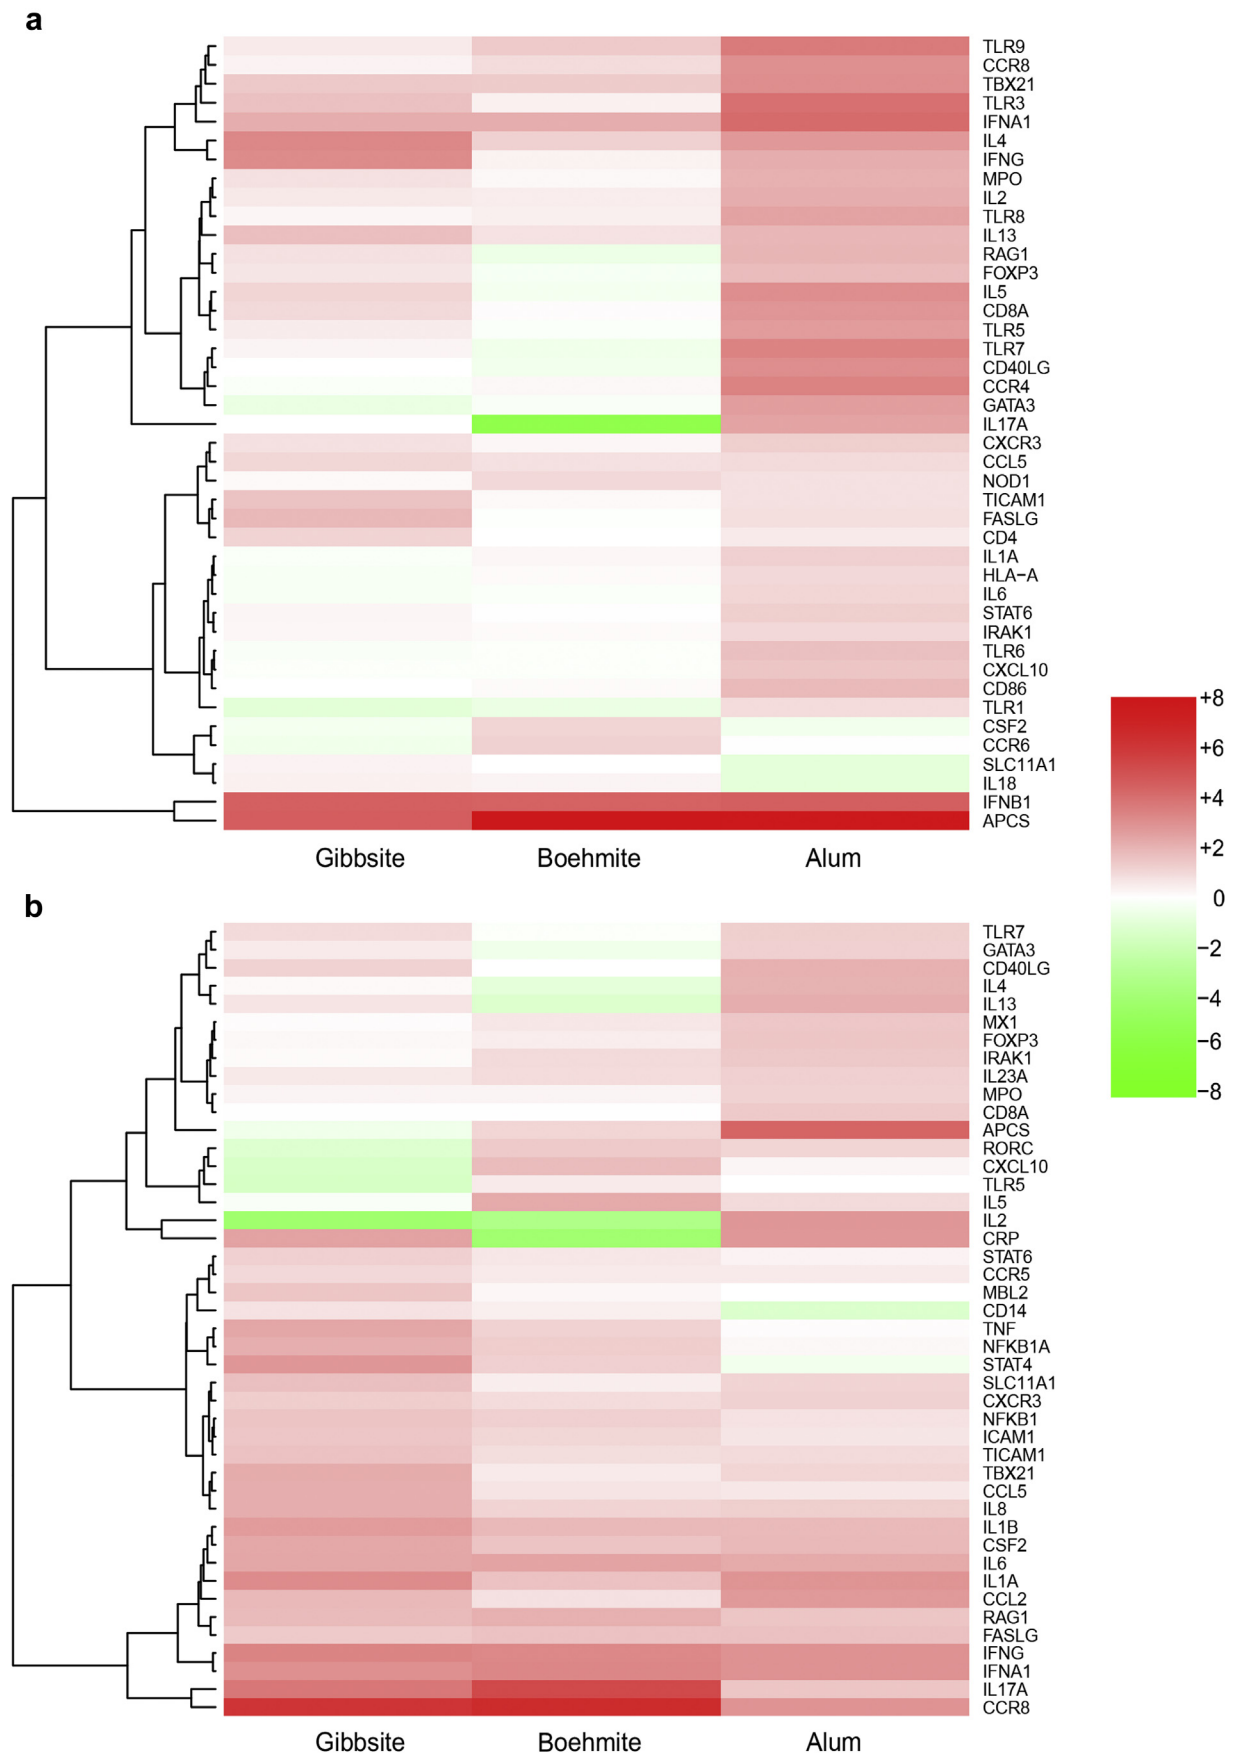 a
TLR9
CCR8
TBX21
TLR3
IFNA1
IL4
IFNG
MPO
IL2
TLR8
IL13
RAG1
FOXP3
IL5
CD8A
TLR5
TLR7
CD40LG
CCR4
GATA3
IL17A
CXCR3
CCL5
NOD1
TICAM1
FASLG
CD4
IL1A
HLA−A
IL6
STAT6
IRAK1
TLR6
CXCL10
CD86
TLR1
CSF2
CCR6
SLC11A1
IL18
IFNB1
APCS
Gibbsite Boehmite Alum
+8
+6
+4
+2
0
−2
−4
−6
−8
b
TLR7
GATA3
CD40LG
IL4
IL13
MX1
FOXP3
IRAK1
IL23A
MPO
CD8A
APCS
RORC
CXCL10
TLR5
IL5
IL2
CRP
STAT6
CCR5
MBL2
CD14
TNF
NFKB1A
STAT4
SLC11A1
CXCR3
NFKB1
ICAM1
TICAM1
TBX21
CCL5
IL8
IL1B
CSF2
IL6
IL1A
CCL2
RAG1
FASLG
IFNG
IFNA1
IL17A
CCR8
Gibbsite Boehmite Alum